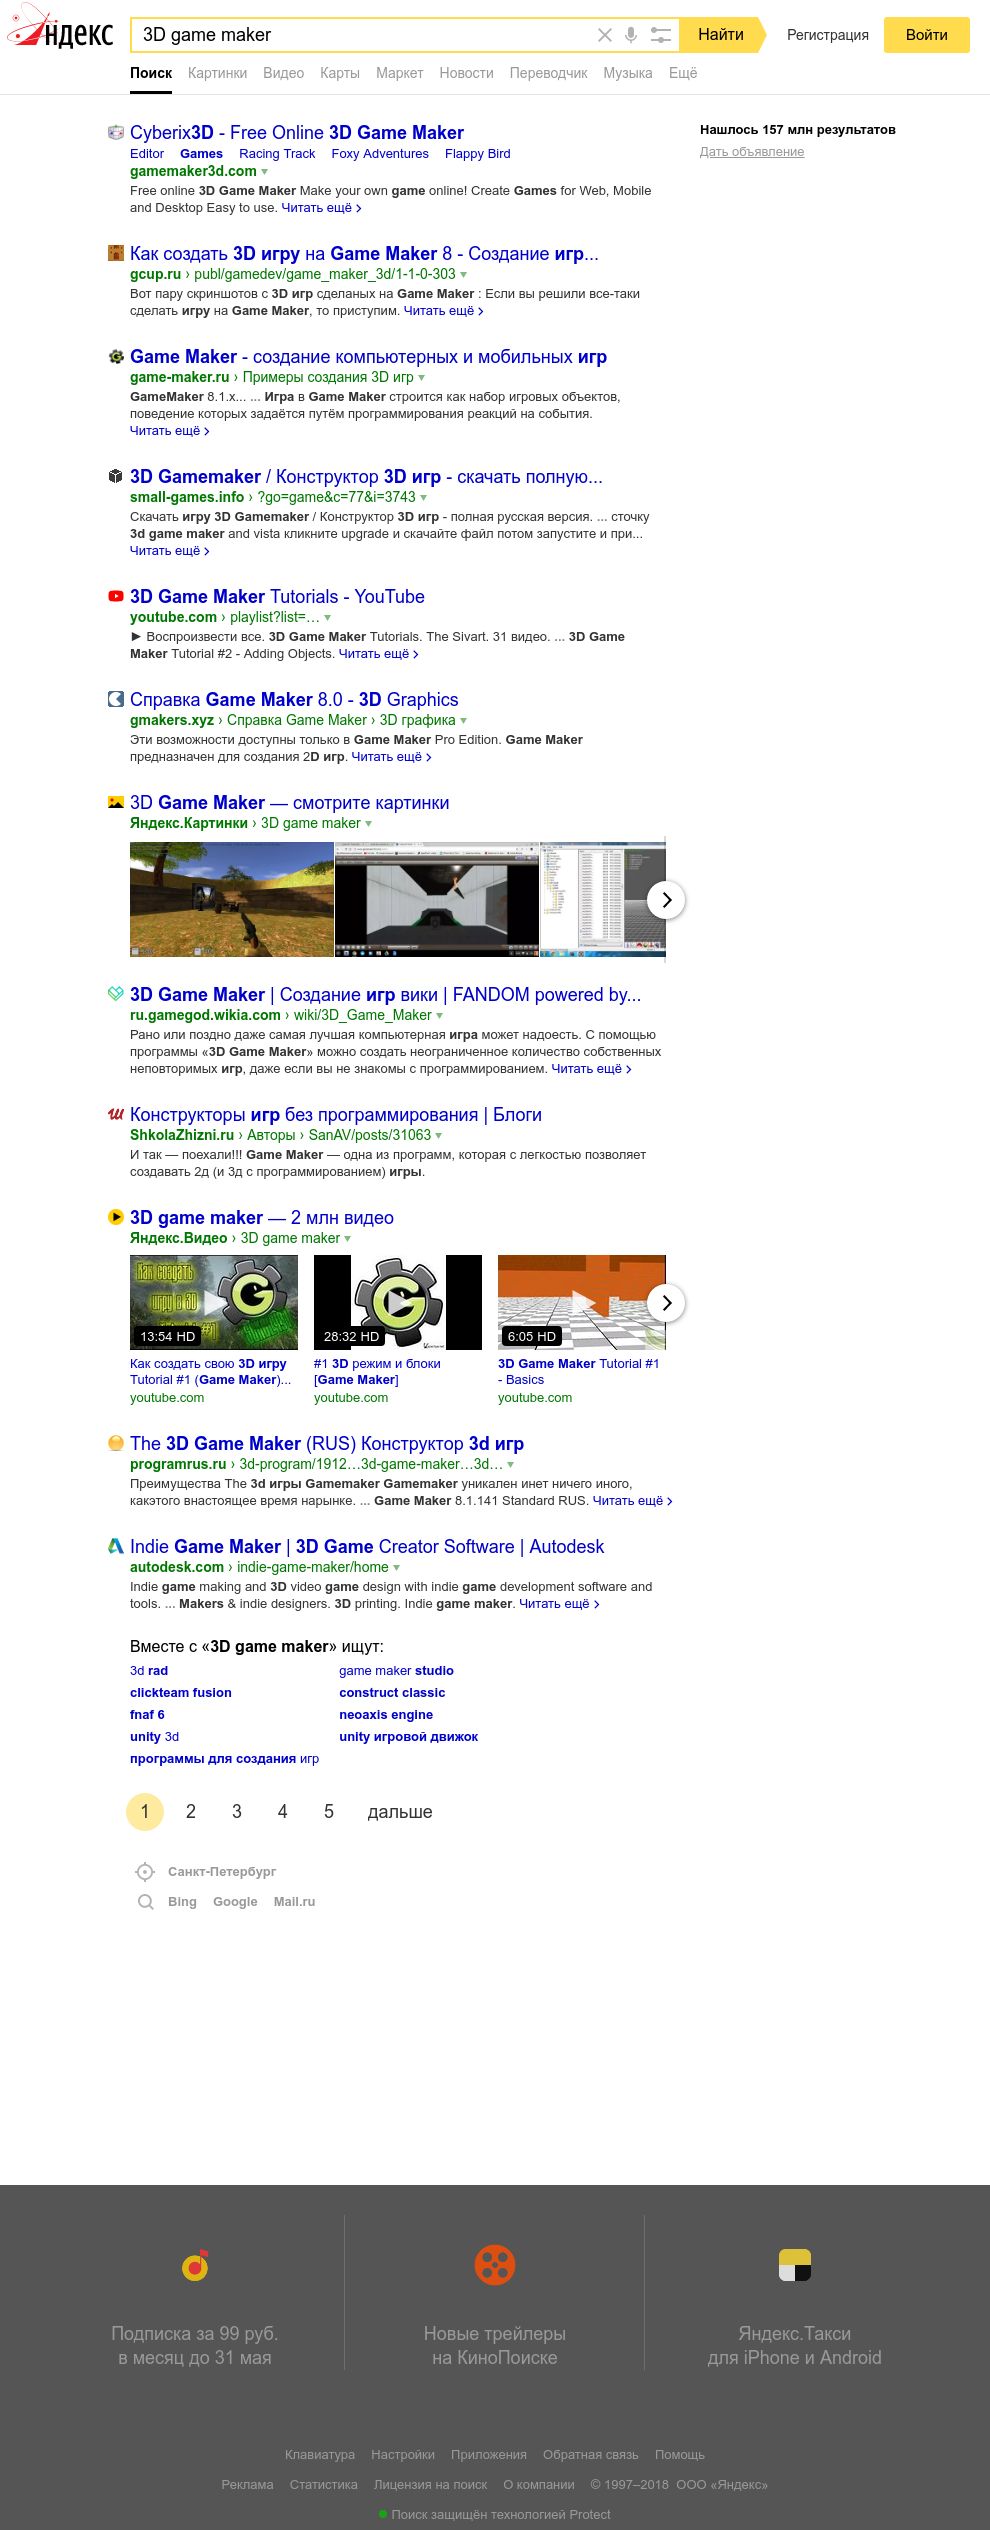 Яндекс
3D game maker
Найти
Регистрация
Войти
Поиск Картинки Видео Карты Маркет Новости Переводчик Музыка Ещё
Cyberix3D - Free Online 3D Game Maker
Editor Games Racing Track Foxy Adventures Flappy Bird
gamemaker3d.com
Free online 3D Game Maker Make your own game online! Create Games for Web, Mobile
and Desktop Easy to use. Читать ещё ›
Нашлось 157 млн результатов
Дать объявление
Как создать 3D игру на Game Maker 8 - Создание игр...
gcup.ru › publ/gamedev/game_maker_3d/1-1-0-303
Вот пару скриншотов с 3D игр сделаных на Game Maker : Если вы решили все-таки
сделать игру на Game Maker, то приступим. Читать ещё ›
Game Maker - создание компьютерных и мобильных игр
game-maker.ru › Примеры создания 3D игр
GameMaker 8.1.x... ... Игра в Game Maker строится как набор игровых объектов,
поведение которых задаётся путём программирования реакций на события.
Читать ещё ›
3D Gamemaker / Конструктор 3D игр - скачать полную...
small-games.info › ?go=game&c=77&i=3743
Скачать игру 3D Gamemaker / Конструктор 3D игр - полная русская версия. ... сточку
3d game maker and vista кликните upgrade и скачайте файл потом запустите и при...
Читать ещё ›
3D Game Maker Tutorials - YouTube
youtube.com › playlist?list=…
► Воспроизвести все. 3D Game Maker Tutorials. The Sivart. 31 видео. ... 3D Game
Maker Tutorial #2 - Adding Objects. Читать ещё ›
Справка Game Maker 8.0 - 3D Graphics
gmakers.xyz › Справка Game Maker › 3D графика
Эти возможности доступны только в Game Maker Pro Edition. Game Maker
предназначен для создания 2D игр. Читать ещё ›
3D Game Maker — смотрите картинки
Яндекс.Картинки › 3D game maker
3D Game Maker | Создание игр вики | FANDOM powered by...
ru.gamegod.wikia.com › wiki/3D_Game_Maker
Рано или поздно даже самая лучшая компьютерная игра может надоесть. С помощью
программы «3D Game Maker» можно создать неограниченное количество собственных
неповторимых игр, даже если вы не знакомы с программированием. Читать ещё ›
Конструкторы игр без программирования | Блоги
ShkolaZhizni.ru › Авторы › SanAV/posts/31063
И так — поехали!!! Game Maker — одна из программ, которая с легкостью позволяет
создавать 2д (и 3д с программированием) игры.
3D game maker — 2 млн видео
Яндекс.Видео › 3D game maker
Как создать
игру в 3D
13:54 HD
28:32 HD
6:05 HD
Как создать свою 3D игру
Tutorial #1 (Game Maker)...
youtube.com
#1 3D режим и блоки
[Game Maker]
youtube.com
3D Game Maker Tutorial #1
- Basics
youtube.com
The 3D Game Maker (RUS) Конструктор 3d игр
programrus.ru › 3d-program/1912…3d-game-maker…3d…
Преимущества The 3d игры Gamemaker Gamemaker уникален инет ничего иного,
какэтого внастоящее время нарынке. ... Game Maker 8.1.141 Standard RUS. Читать ещё ›
Indie Game Maker | 3D Game Creator Software | Autodesk
autodesk.com › indie-game-maker/home
Indie game making and 3D video game design with indie game development software and
tools. ... Makers & indie designers. 3D printing. Indie game maker. Читать ещё ›
Вместе с «3D game maker» ищут:
3d rad
game maker studio
clickteam fusion
construct classic
fnaf 6
neoaxis engine
unity 3d
unity игровой движок
программы для создания игр
1 2 3 4 5 дальше
Санкт-Петербург
Bing Google Mail.ru
Подписка за 99 руб.
в месяц до 31 мая
Новые трейлеры
на КиноПоиске
Яндекс.Такси
для iPhone и Android
Клавиатура Настройки Приложения Обратная связь Помощь
Реклама Статистика Лицензия на поиск О компании © 1997–2018 ООО «Яндекс»
Поиск защищён технологией Protect